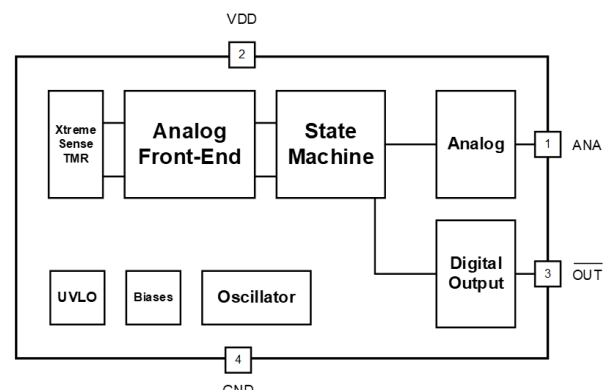 VDD
2
Xtreme
Sense
TMR
Analog
Front-End
State
Machine
Analog
1
ANA
Digital
Output
3
OUT
UVLO
Biases
Oscillator
4
GND